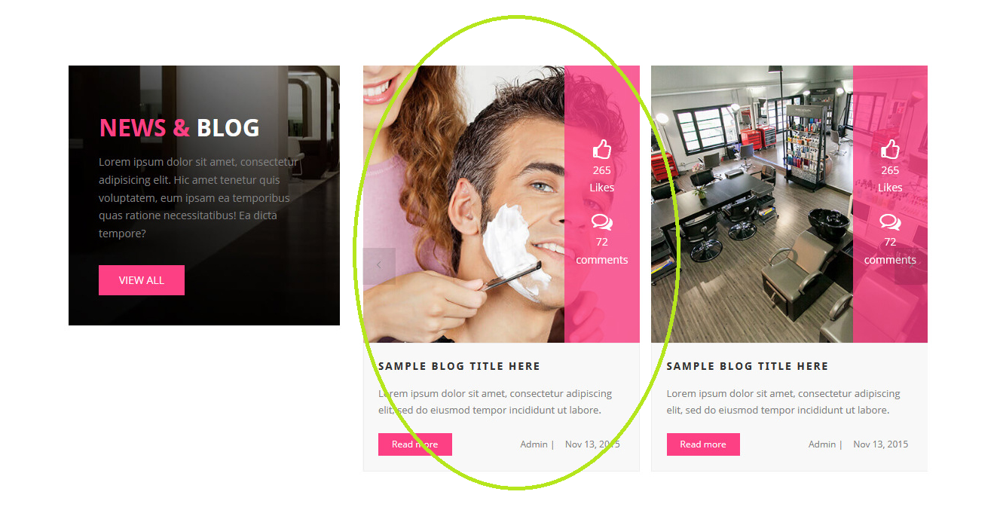 NEWS & BLOG
Lorem ipsum dolor sit amet, consectetur
adipisicing elit. Hic amet tenetur quis
voluptatem, eum ipsam ea temporibus
quas ratione necessitatibus! Ea dicta
tempore?
VIEW ALL
265
Likes
72
comments
SAMPLE BLOG TITLE HERE
Lorem ipsum dolor sit amet, consectetur adipiscing
elit, sed do eiusmod tempor incididunt ut labore.
Read more Admin | Nov 13, 2015
265
Likes
72
comments
SAMPLE BLOG TITLE HERE
Lorem ipsum dolor sit amet, consectetur adipiscing
elit, sed do eiusmod tempor incididunt ut labore.
Read more Admin | Nov 13, 2015